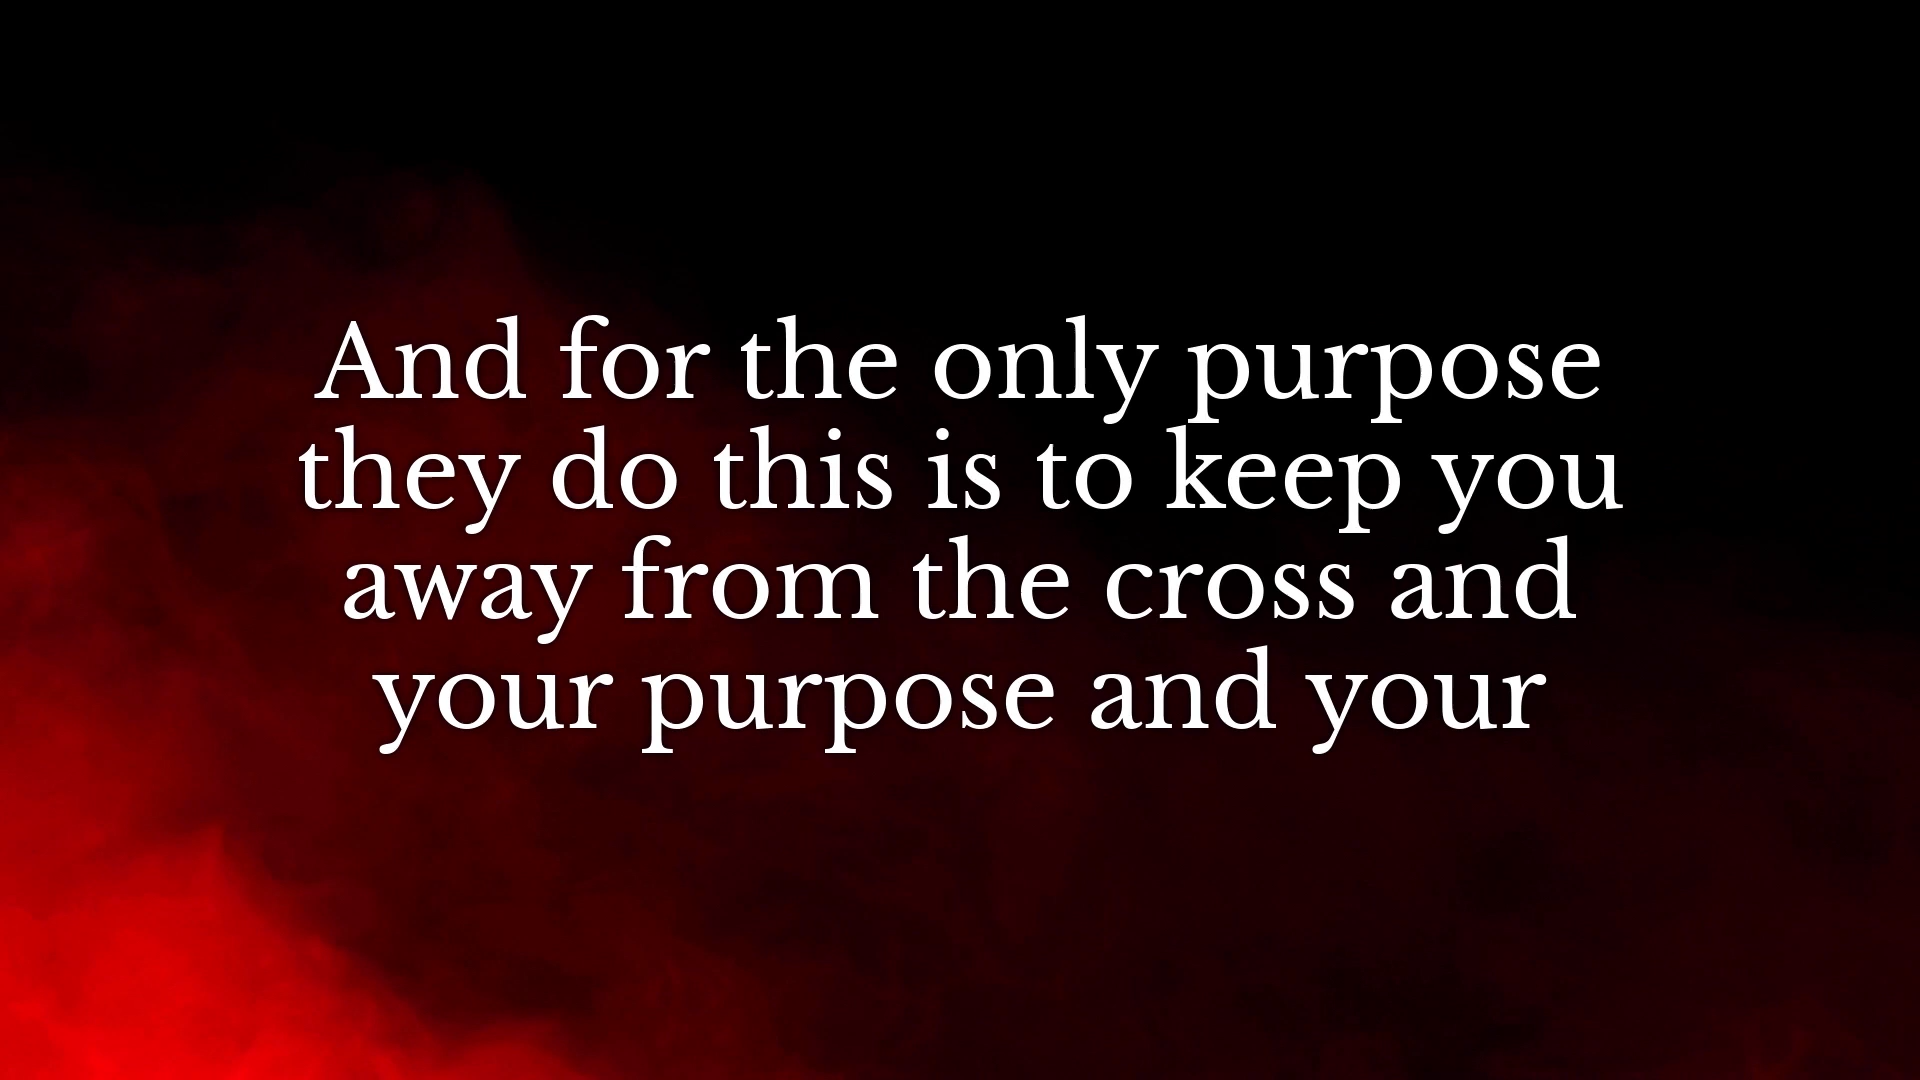 And for the only purpose
they do this is to keep you
away from the cross and
your purpose and your